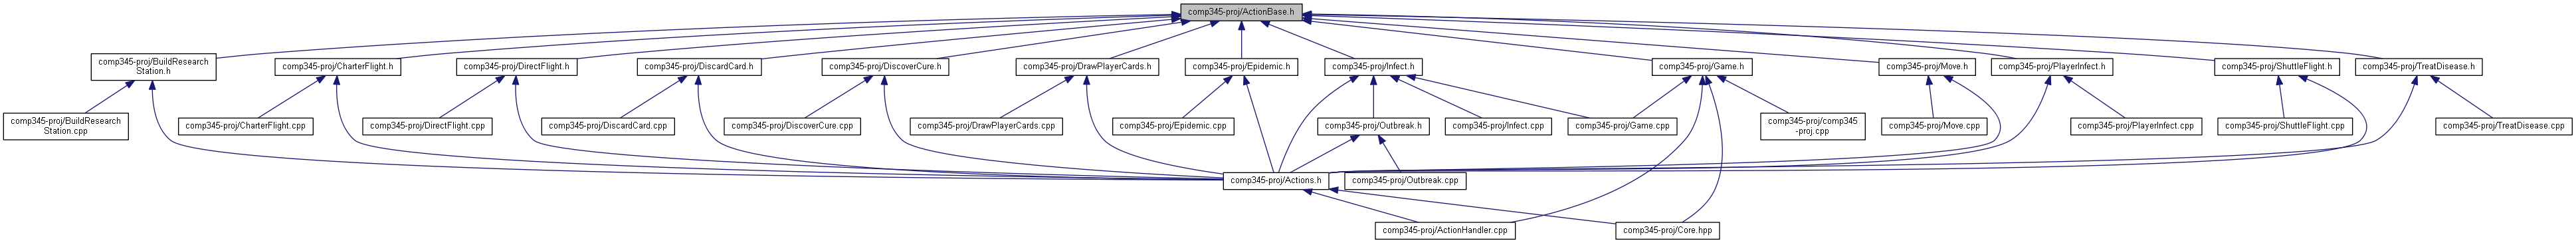 comp345-proj/ActionBase.h
comp345-proj/BuildResearch
Station.h
comp345-proj/CharterFlight.h
comp345-proj/DirectFlight.h
comp345-proj/DiscardCard.h
comp345-proj/DiscoverCure.h
comp345-proj/DrawPlayerCards.h
comp345-proj/Epidemic.h
comp345-proj/Infect.h
comp345-proj/Game.h
comp345-proj/Move.h
comp345-proj/PlayerInfect.h
comp345-proj/ShuttleFlight.h
comp345-proj/TreatDisease.h
comp345-proj/BuildResearch
Station.cpp
comp345-proj/CharterFlight.cpp
comp345-proj/DirectFlight.cpp
comp345-proj/DiscardCard.cpp
comp345-proj/DiscoverCure.cpp
comp345-proj/DrawPlayerCards.cpp
comp345-proj/Epidemic.cpp
comp345-proj/Outbreak.h
comp345-proj/Infect.cpp
comp345-proj/Game.cpp
comp345-proj/comp345
-proj.cpp
comp345-proj/Move.cpp
comp345-proj/PlayerInfect.cpp
comp345-proj/ShuttleFlight.cpp
comp345-proj/TreatDisease.cpp
comp345-proj/Actions.h
comp345-proj/Outbreak.cpp
comp345-proj/ActionHandler.cpp
comp345-proj/Core.hpp